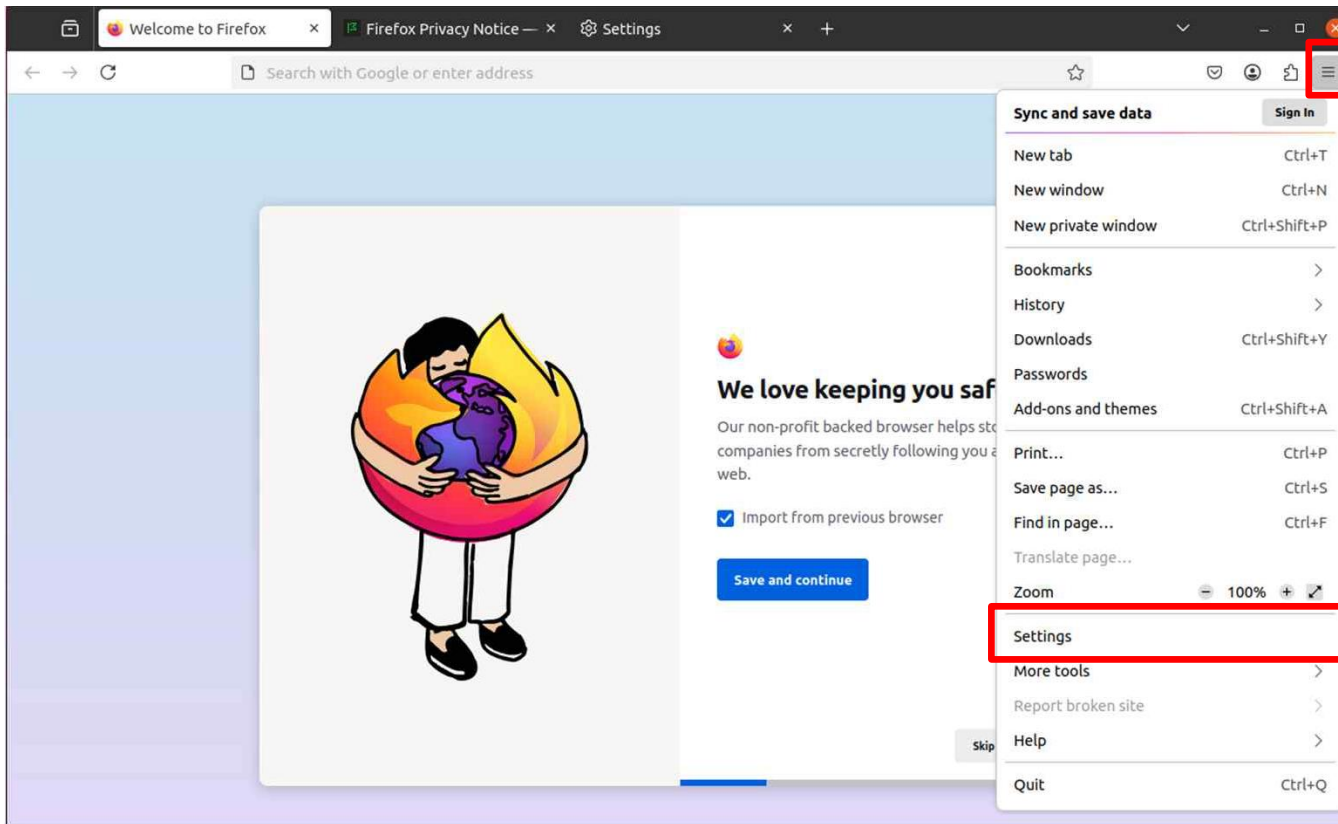 Welcome to Firefox
Firefox Privacy Notice —
Settings
Search with Google or enter address
Sync and save data Sign In
New tab Ctrl+T
New window Ctrl+N
New private window Ctrl+Shift+P
Bookmarks
History
Downloads Ctrl+Shift+Y
Passwords
Add-ons and themes Ctrl+Shift+A
Print... Ctrl+P
Save page as... Ctrl+S
Find in page... Ctrl+F
Translate page...
Zoom 100%
Settings
More tools
Report broken site
Help
Quit Ctrl+Q
We love keeping you saf
Our non-profit backed browser helps sto
companies from secretly following you a
web.
Import from previous browser
Save and continue
Skip